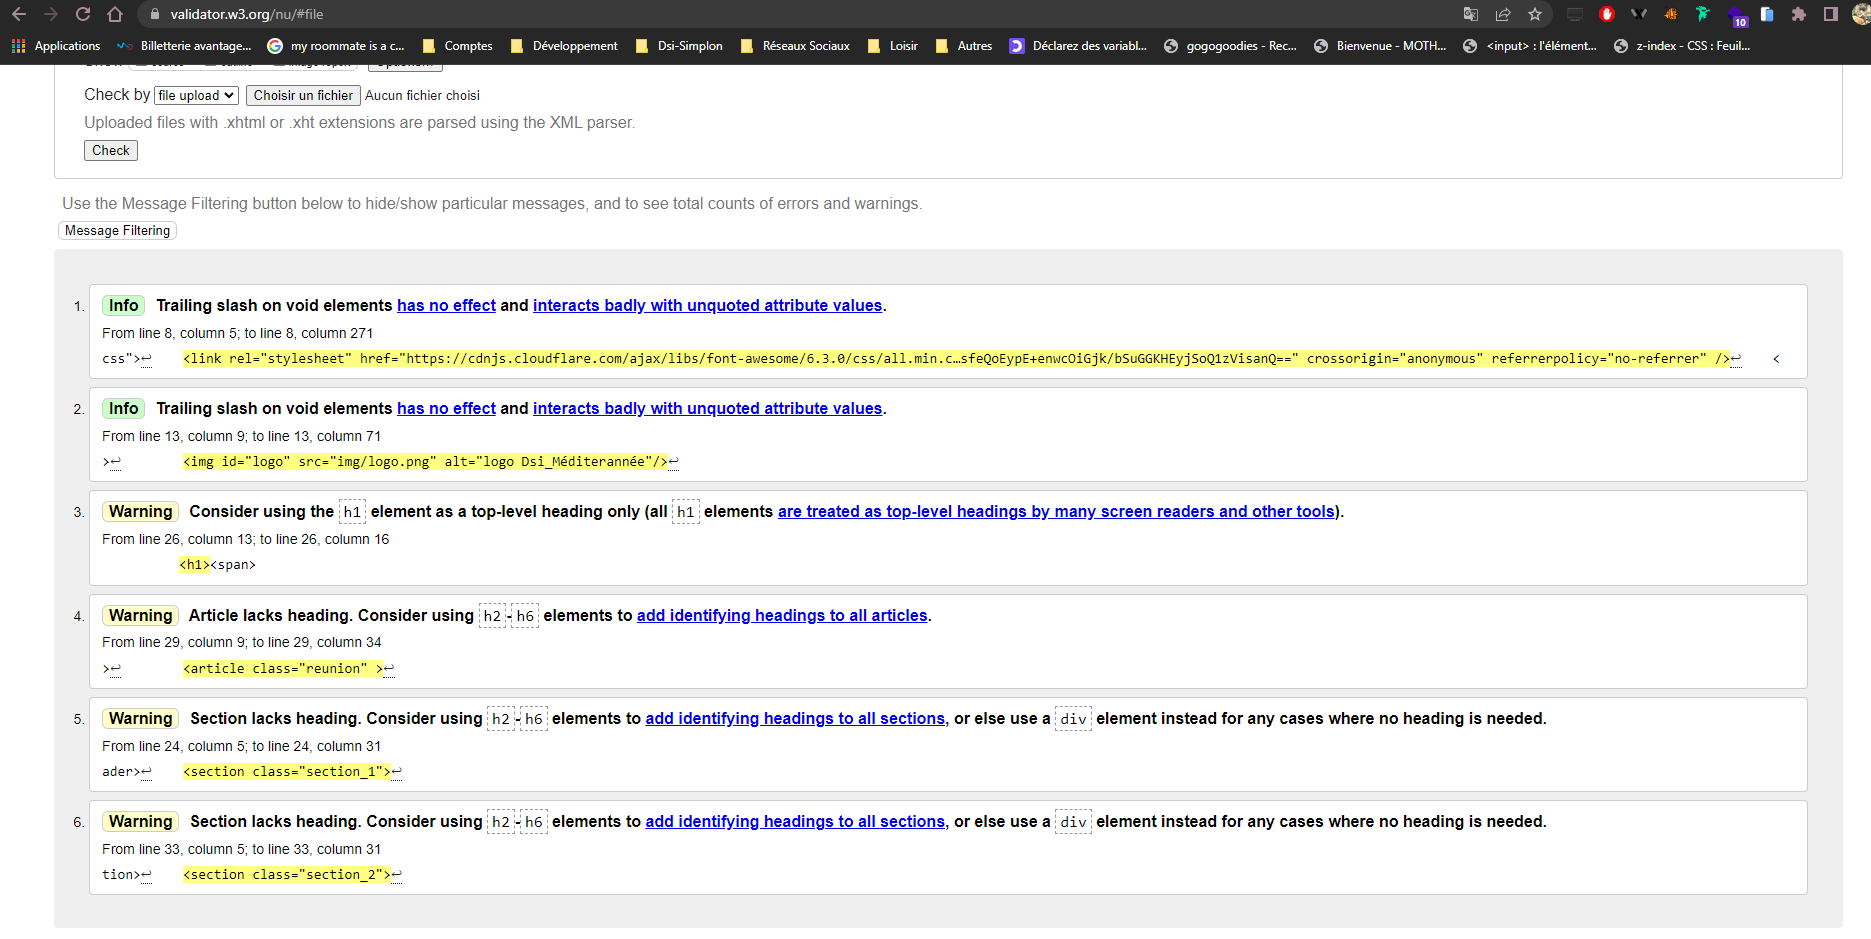 validator.w3.org/nu/#file
10
Applications Billetterie avantage... my roommate is a c... Comptes Développement Dsi-Simplon Réseaux Sociaux Loisir Autres Déclarez des variabl... gogogoodies - Rec... Bienvenue - MOTH... <input> : l'élément... z-index - CSS : Feuil...
Check by file upload Choisir un fichier Aucun fichier choisi
Uploaded files with .xhtml or .xht extensions are parsed using the XML parser.
Check
Use the Message Filtering button below to hide/show particular messages, and to see total counts of errors and warnings.
Message Filtering
1. Info Trailing slash on void elements has no effect and interacts badly with unquoted attribute values.
From line 8, column 5; to line 8, column 271
css">↩ <link rel="stylesheet" href="https://cdnjs.cloudflare.com/ajax/libs/font-awesome/6.3.0/css/all.min.c…sfeQoEypE+enwcOiGjk/bSuGGKHEyjSoQ1zVisanQ==" crossorigin="anonymous" referrerpolicy="no-referrer" />↩ <
2. Info Trailing slash on void elements has no effect and interacts badly with unquoted attribute values.
From line 13, column 9; to line 13, column 71
>↩ <img id="logo" src="img/logo.png" alt="logo Dsi_Méditerannée"/>↩
3. Warning Consider using the h1 element as a top-level heading only (all h1 elements are treated as top-level headings by many screen readers and other tools).
From line 26, column 13; to line 26, column 16
<h1><span>
4. Warning Article lacks heading. Consider using h2-h6 elements to add identifying headings to all articles.
From line 29, column 9; to line 29, column 34
>↩ <article class="reunion" >↩
5. Warning Section lacks heading. Consider using h2-h6 elements to add identifying headings to all sections, or else use a div element instead for any cases where no heading is needed.
From line 24, column 5; to line 24, column 31
ader>↩ <section class="section_1">↩
6. Warning Section lacks heading. Consider using h2-h6 elements to add identifying headings to all sections, or else use a div element instead for any cases where no heading is needed.
From line 33, column 5; to line 33, column 31
tion>↩ <section class="section_2">↩